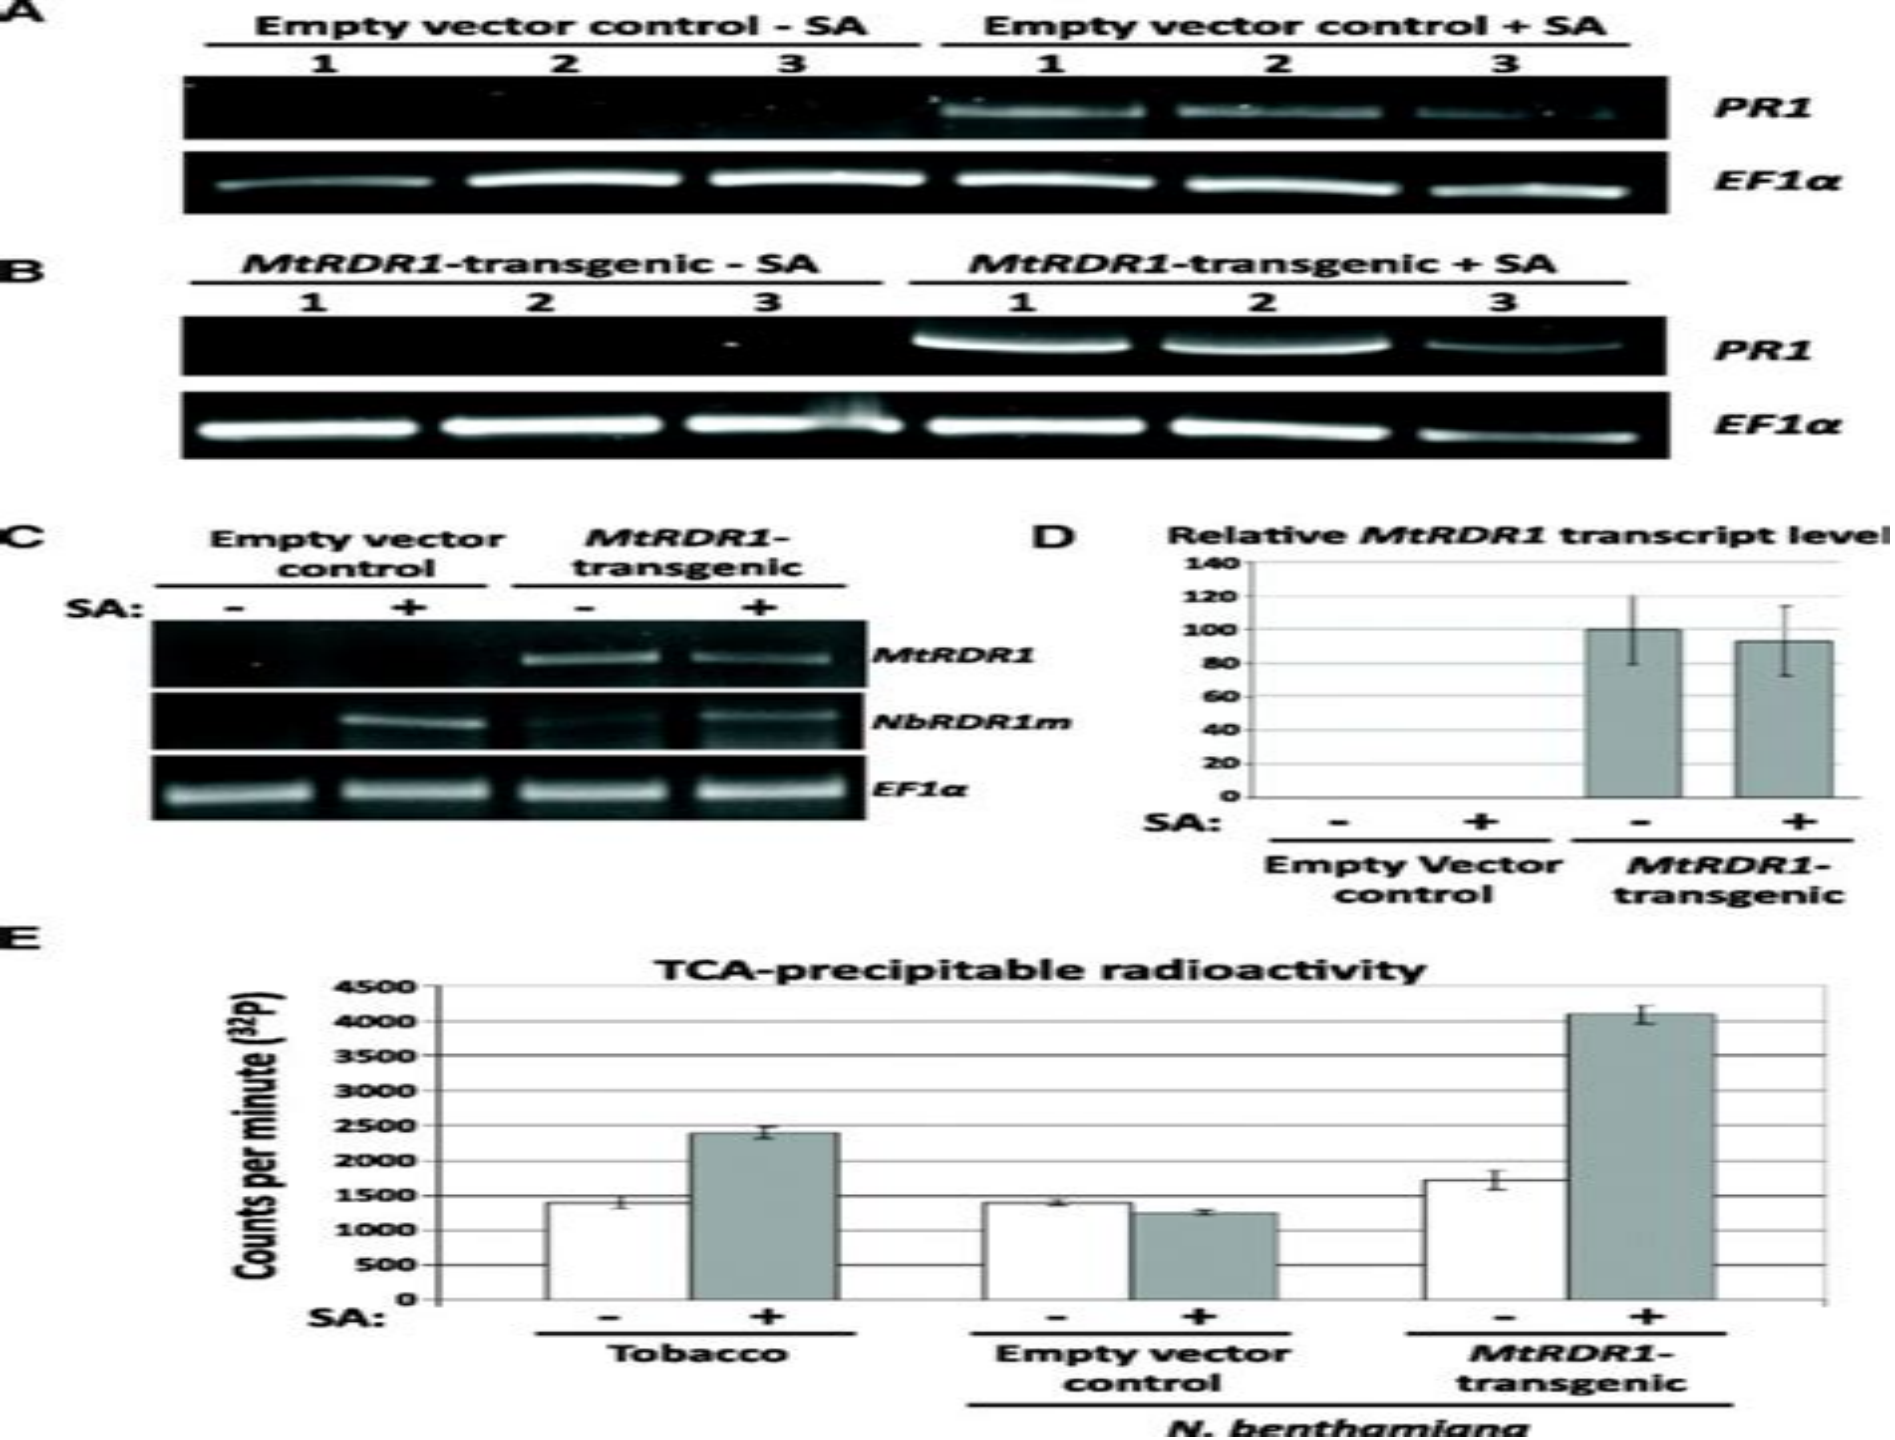 A
Empty vector control - SA Empty vector control + SA
1 2 3 1 2 3
PR1
EF1α
B
MtRDR1-transgenic - SA MtRDR1-transgenic + SA
1 2 3 1 2 3
PR1
EF1α
C
Empty vector control MtRDR1-transgenic
SA: - + - +
MtRDR1
NbRDR1m
EF1α
D
Relative MtRDR1 transcript level
140
120
100
80
60
40
20
0
SA: - + - +
Empty Vector control MtRDR1-transgenic
E
TCA-precipitable radioactivity
Counts per minute (³²P)
4500
4000
3500
3000
2500
2000
1500
1000
500
0
SA: - + - + - +
Tobacco Empty vector control MtRDR1-transgenic
N. benthamiana